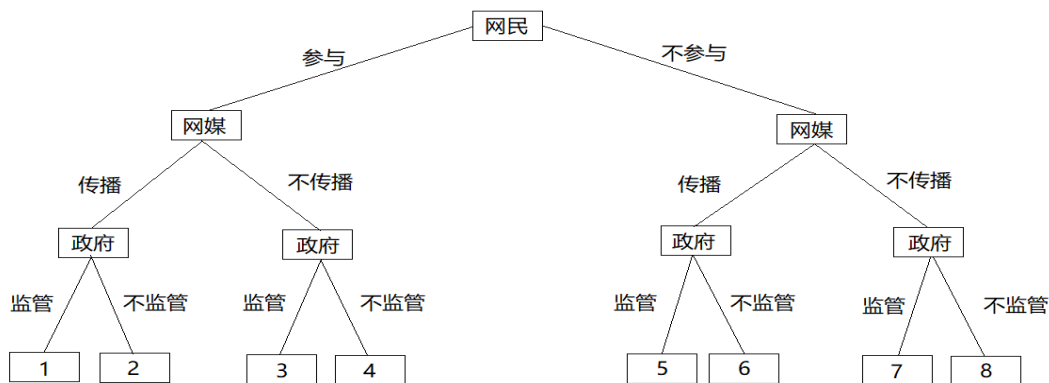 网民
参与
不参与
网媒
网媒
传播
不传播
传播
不传播
政府
政府
政府
政府
监管
不监管
监管
不监管
监管
不监管
监管
不监管
1
2
3
4
5
6
7
8